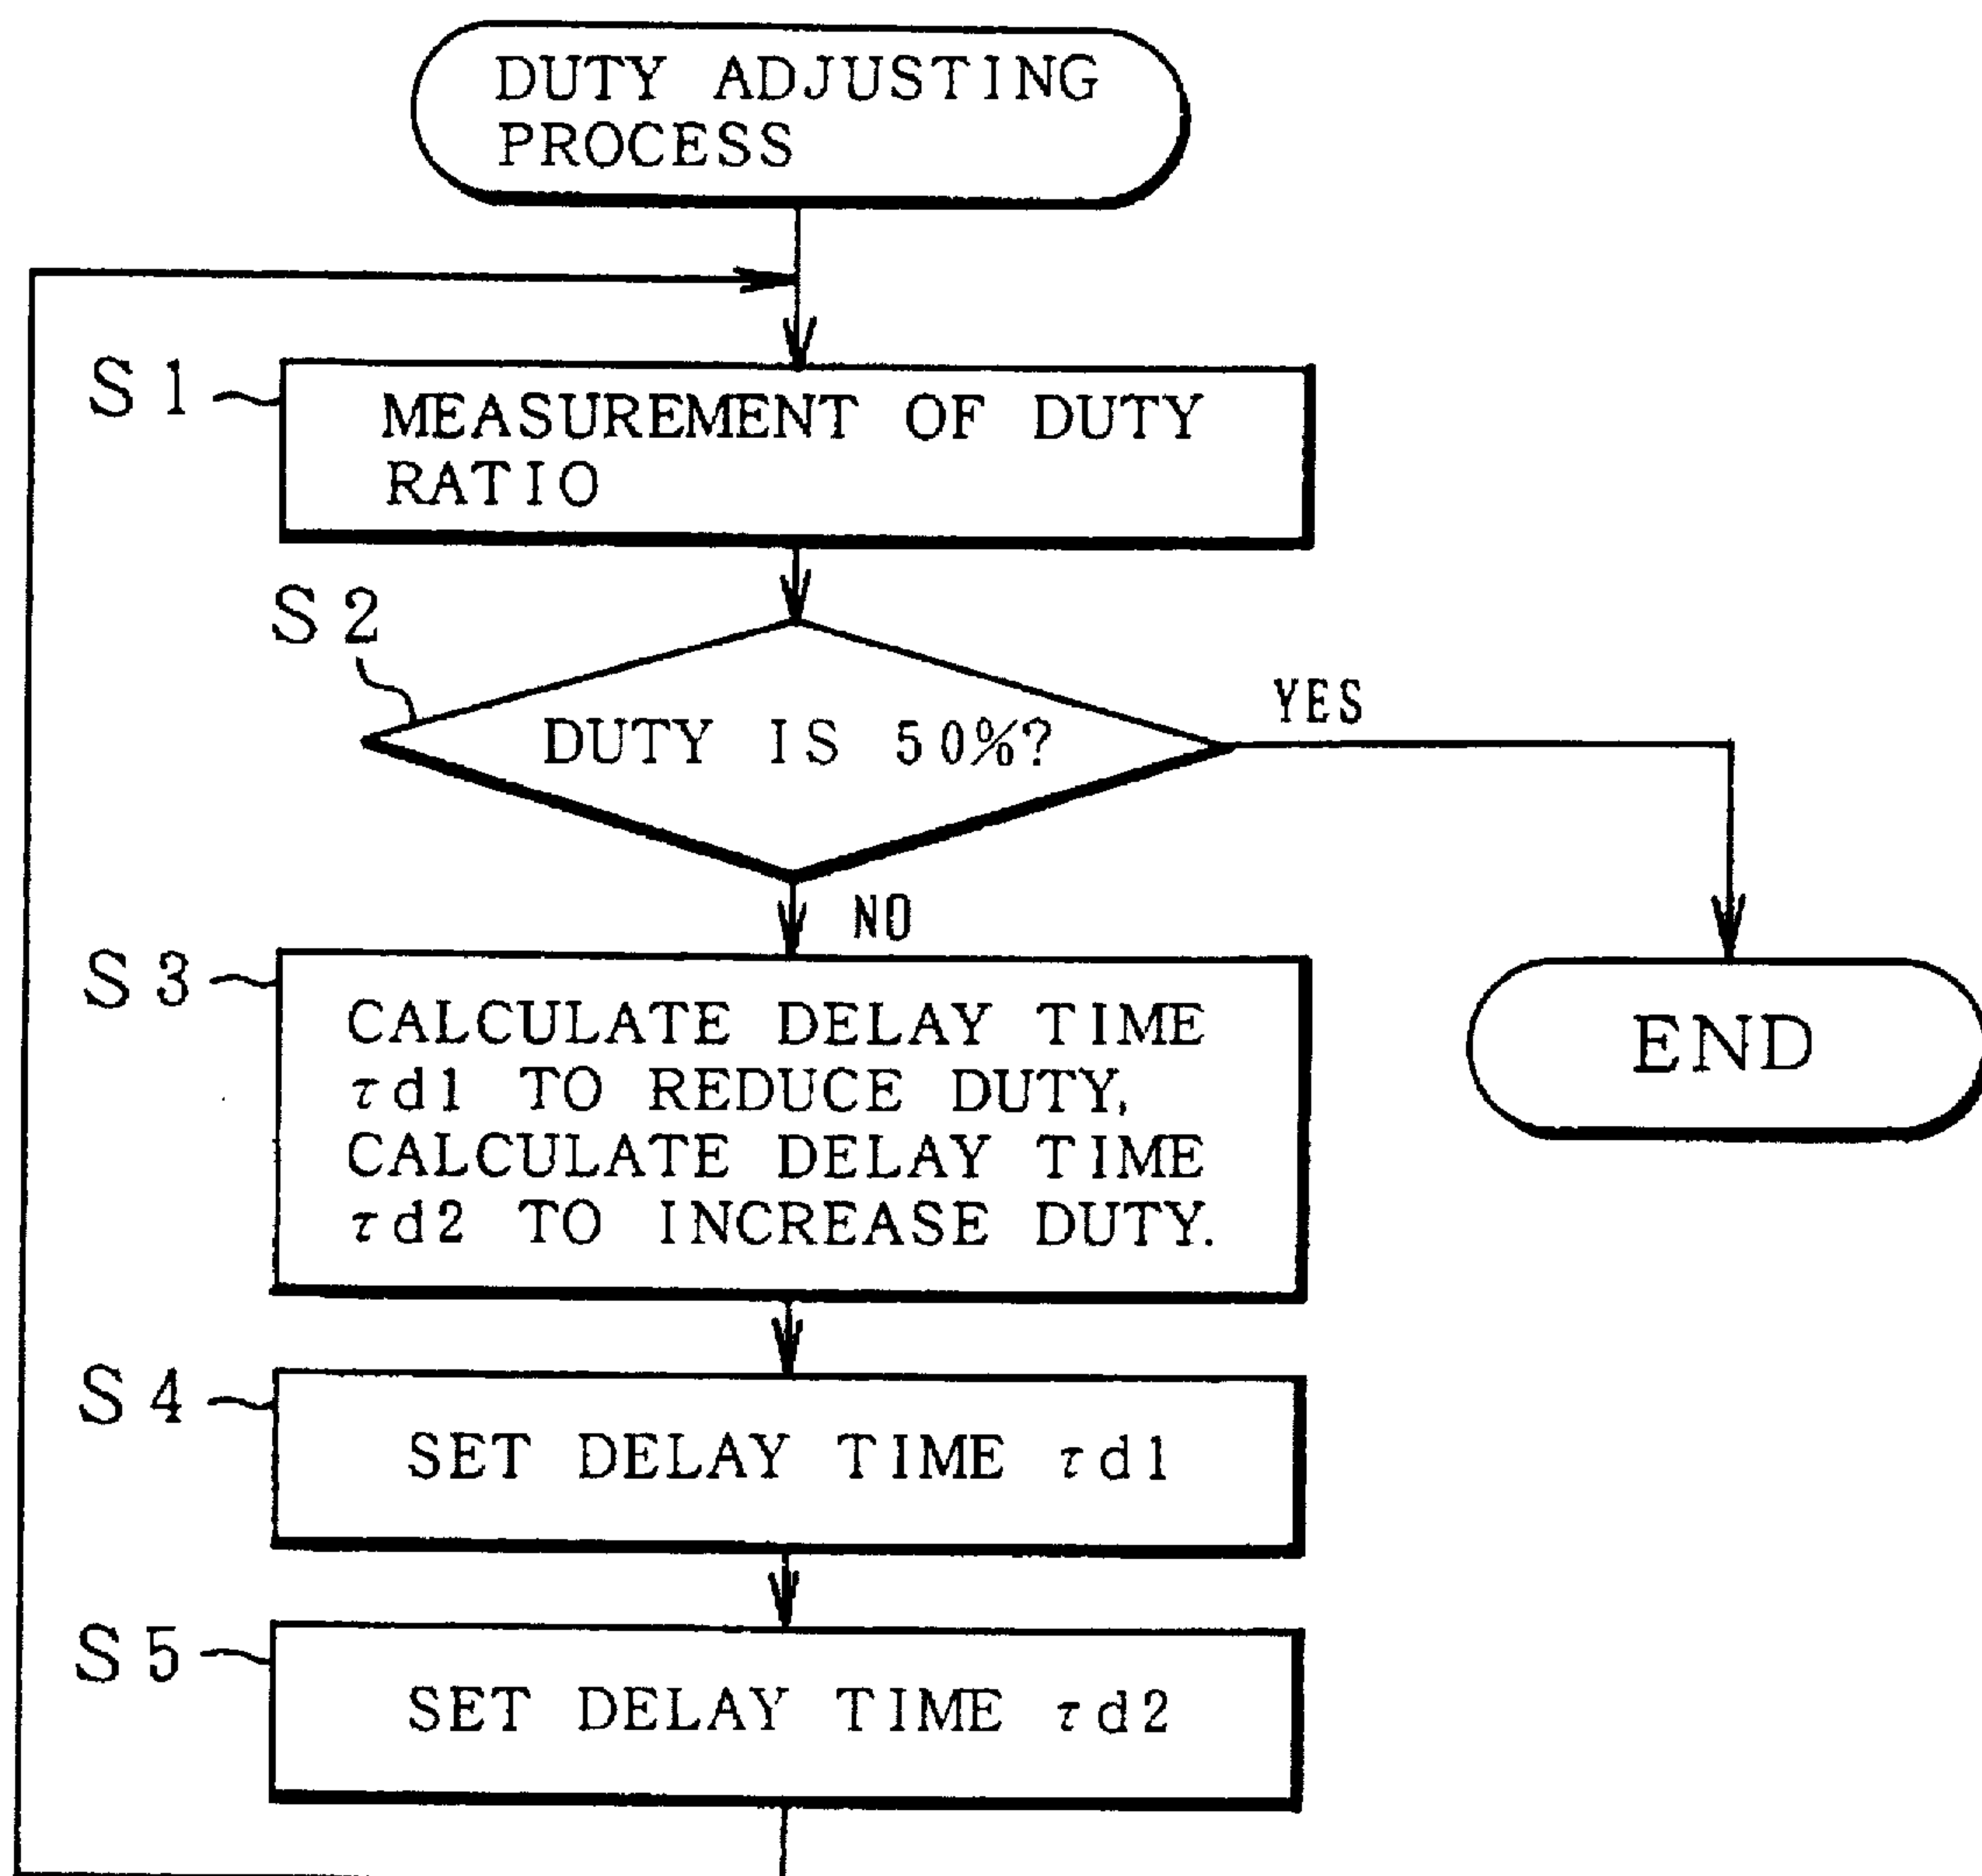 DUTY ADJUSTING
PROCESS
S1
MEASUREMENT OF DUTY
RATIO
S2
DUTY IS 50%?
YES
NO
S3
CALCULATE DELAY TIME
τd1 TO REDUCE DUTY,
CALCULATE DELAY TIME
τd2 TO INCREASE DUTY.
END
S4
SET DELAY TIME τd1
S5
SET DELAY TIME τd2